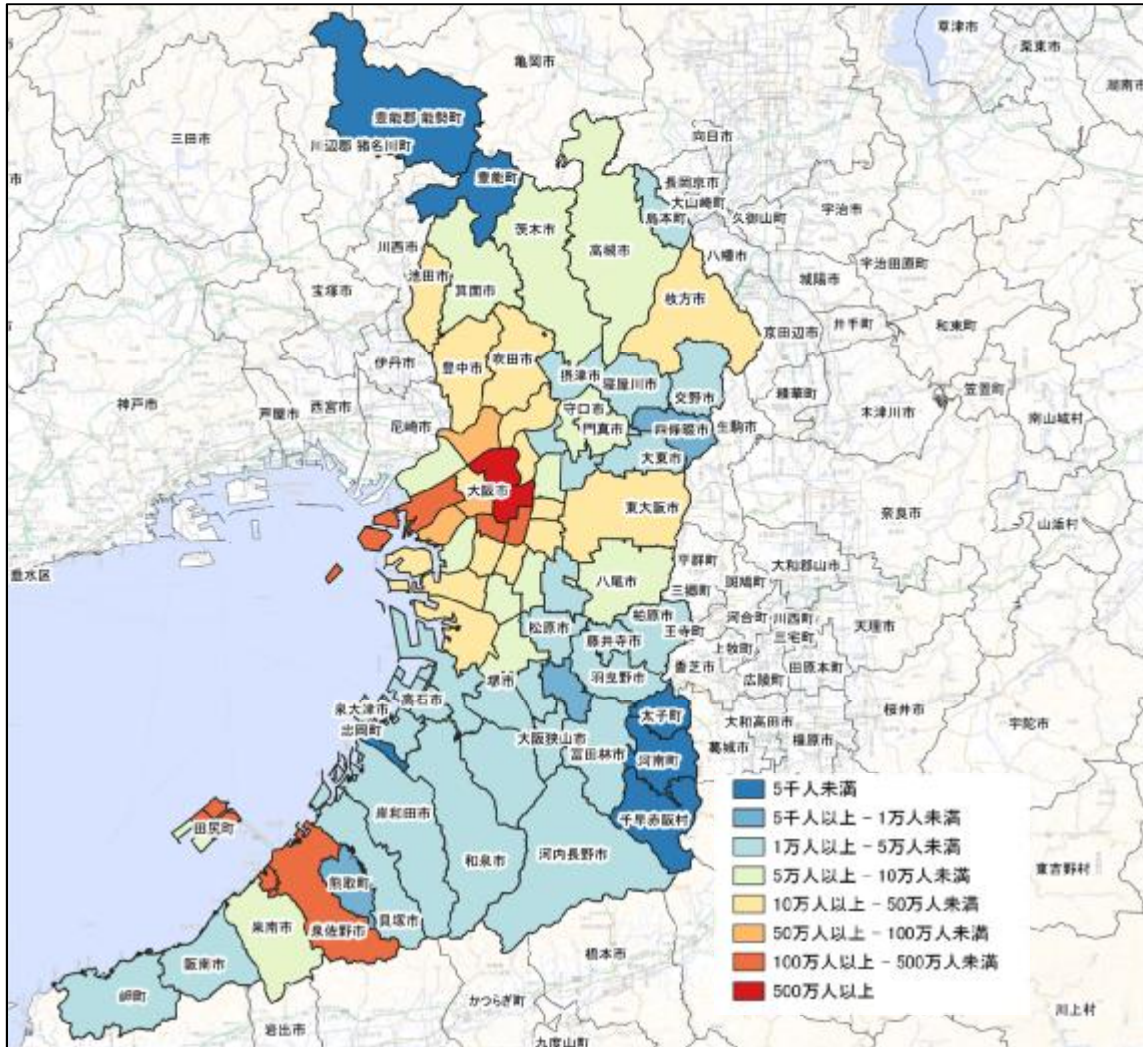 草津市
栗東市
湖南市
亀岡市
豊能郡 能勢町
三田市
川辺郡 猪名川町
向日市
豊能町
長岡京市
大山崎町
島本町
久御山町
宇治市
茨木市
高槻市
川西市
八幡市
宇治田原町
池田市
箕面市
城陽市
宝塚市
枚方市
京田辺市
井手町
和束町
伊丹市
豊中市
吹田市
摂津市
寝屋川市
交野市
精華町
笠置町
神戸市
芦屋市
西宮市
尼崎市
守口市
門真市
四條畷市
生駒市
木津川市
南山城村
大東市
大阪市
東大阪市
奈良市
山添村
垂水区
八尾市
平群町
大和郡山市
斑鳩町
三郷町
松原市
柏原市
王寺町
河合町
川西町
天理市
藤井寺市
三宅町
上牧町
香芝市
羽曳野市
田原本町
広陵町
堺市
高石市
泉大津市
忠岡町
太子町
大和高田市
桜井市
宇陀市
大阪狭山市
富田林市
河南町
葛城市
橿原市
千早赤阪村
岸和田市
田尻町
和泉市
河内長野市
東吉野村
熊取町
貝塚市
泉南市
泉佐野市
阪南市
岬町
橋本市
かつらぎ町
岩出市
九度山町
川上村
5千人未満
5千人以上 - 1万人未満
1万人以上 - 5万人未満
5万人以上 - 10万人未満
10万人以上 - 50万人未満
50万人以上 - 100万人未満
100万人以上 - 500万人未満
500万人以上